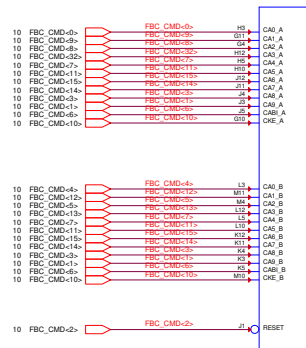 10 FBC_CMD<0> FBC_CMD<0> H3 CA0_A
10 FBC_CMD<9> FBC_CMD<9> G11 CA1_A
10 FBC_CMD<8> FBC_CMD<8> G4 CA2_A
10 FBC_CMD<32> FBC_CMD<32> H12 CA3_A
10 FBC_CMD<7> FBC_CMD<7> H5 CA4_A
10 FBC_CMD<11> FBC_CMD<11> H10 CA5_A
10 FBC_CMD<15> FBC_CMD<15> J12 CA6_A
10 FBC_CMD<14> FBC_CMD<14> J11 CA7_A
10 FBC_CMD<3> FBC_CMD<3> J4 CA8_A
10 FBC_CMD<1> FBC_CMD<1> J3 CA9_A
10 FBC_CMD<6> FBC_CMD<6> J5 CABI_A
10 FBC_CMD<10> FBC_CMD<10> G10 CKE_A
10 FBC_CMD<4> FBC_CMD<4> L3 CA0_B
10 FBC_CMD<12> FBC_CMD<12> M11 CA1_B
10 FBC_CMD<5> FBC_CMD<5> M4 CA2_B
10 FBC_CMD<13> FBC_CMD<13> L12 CA3_B
10 FBC_CMD<7> FBC_CMD<7> L5 CA4_B
10 FBC_CMD<11> FBC_CMD<11> L10 CA5_B
10 FBC_CMD<15> FBC_CMD<15> K12 CA6_B
10 FBC_CMD<14> FBC_CMD<14> K11 CA7_B
10 FBC_CMD<3> FBC_CMD<3> K4 CA8_B
10 FBC_CMD<1> FBC_CMD<1> K3 CA9_B
10 FBC_CMD<6> FBC_CMD<6> K5 CABI_B
10 FBC_CMD<10> FBC_CMD<10> M10 CKE_B
10 FBC_CMD<2> FBC_CMD<2> J1 RESET